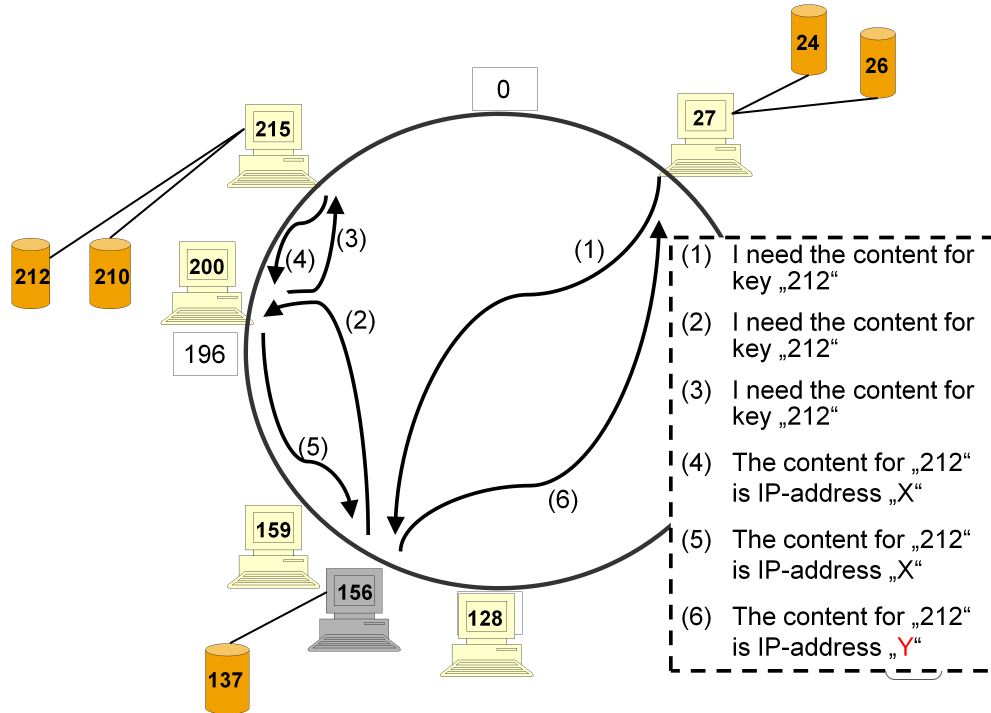 24
26
0
27
215
212
210
200
196
(4)
(3)
(1)
(2)
(5)
(6)
159
156
128
137
(1) I need the content for
key „212“
(2) I need the content for
key „212“
(3) I need the content for
key „212“
(4) The content for „212“
is IP-address „X“
(5) The content for „212“
is IP-address „X“
(6) The content for „212“
is IP-address „Y“